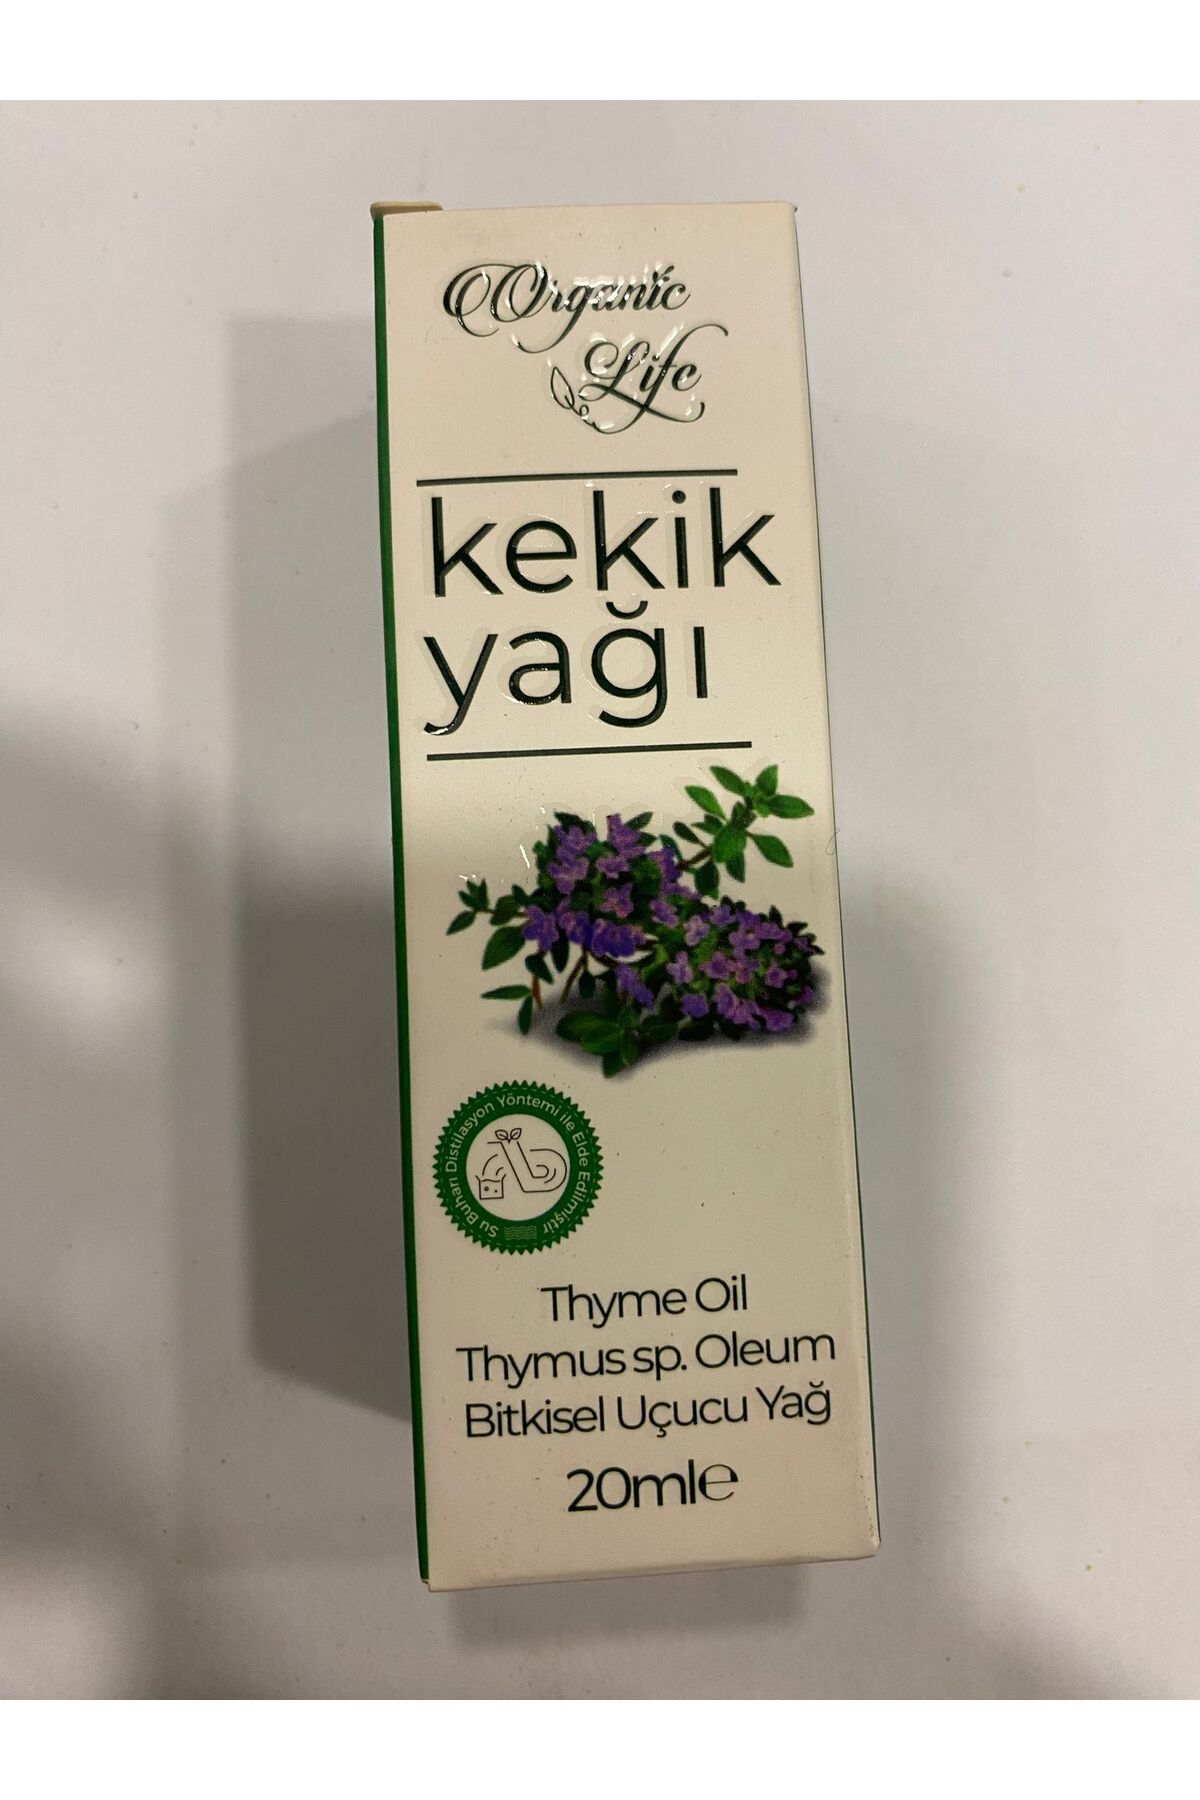 Organic
Life
kekik
yağı
Su Buharı Distilasyon Yöntemi ile Elde Edilmiştir
Thyme Oil
Thymus sp. Oleum
Bitkisel Uçucu Yağ
20ml℮